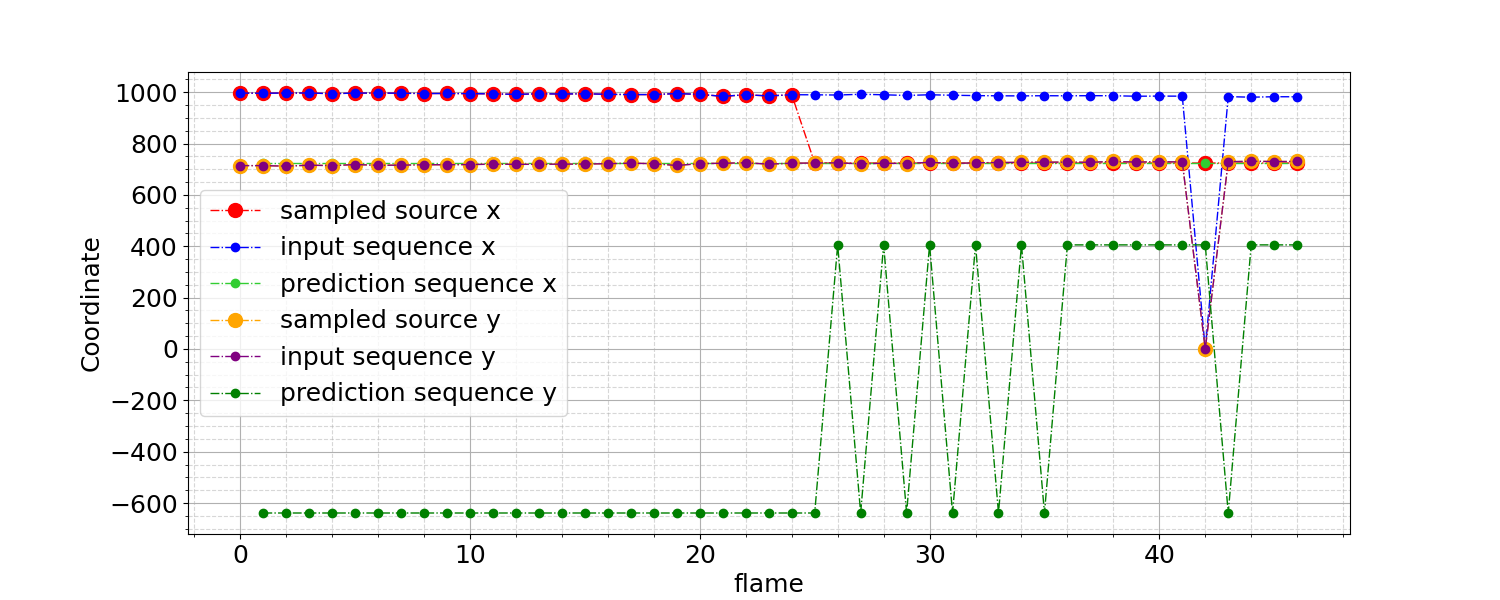 1000
800
600
400
200
0
−200
−400
−600
Coordinate
sampled source x
input sequence x
prediction sequence x
sampled source y
input sequence y
prediction sequence y
0 10 20 30 40
flame